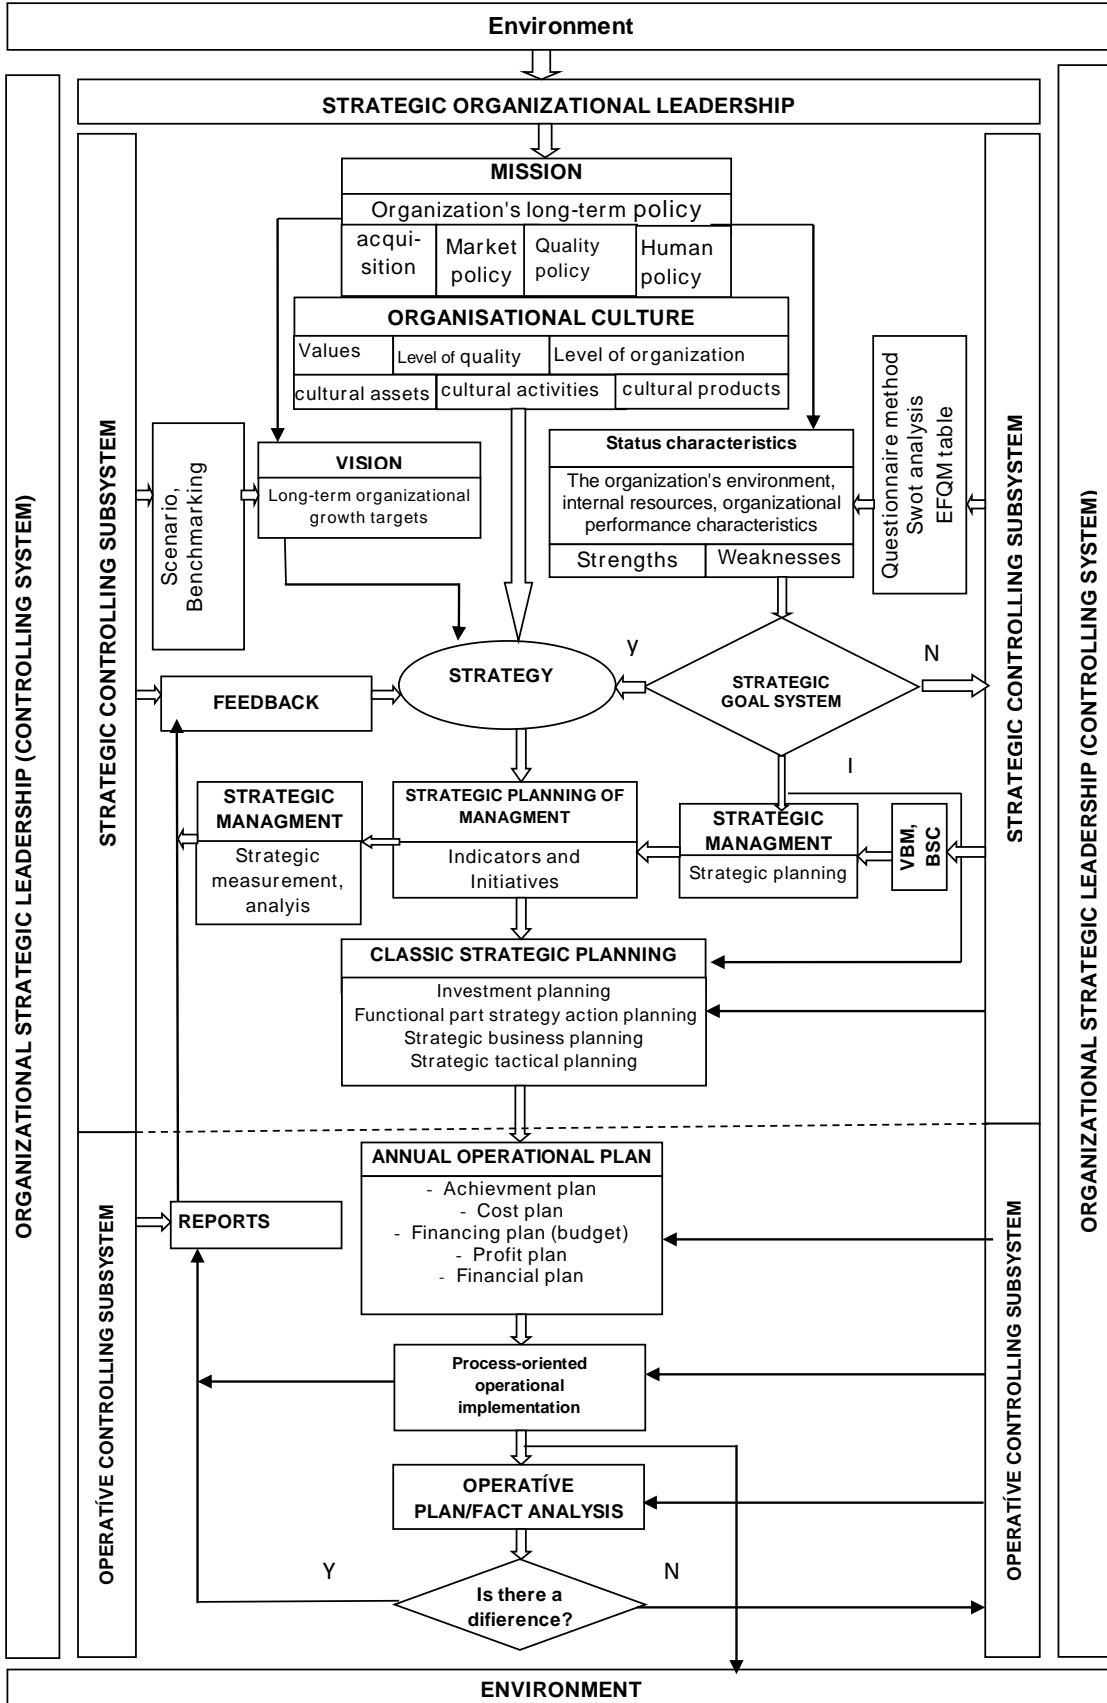 Environment
STRATEGIC ORGANIZATIONAL LEADERSHIP
ORGANIZATIONAL STRATEGIC LEADERSHIP (CONTROLLING SYSTEM)
STRATEGIC CONTROLLING SUBSYSTEM
OPERATÍVE CONTROLLING SUBSYSTEM
MISSION
Organization's long-term policy
acqui-
sition
Market
policy
Quality
policy
Human
policy
ORGANISATIONAL CULTURE
Values
Level of quality
Level of organization
cultural assets
cultural activities
cultural products
Scenario,
Benchmarking
VISION
Long-term organizational
growth targets
Status characteristics
The organization's environment,
internal resources, organizational
performance characteristics
Strengths
Weaknesses
Questionnaire method
Swot analysis
EFQM table
STRATEGY
y
STRATEGIC
GOAL SYSTEM
N
I
FEEDBACK
STRATEGIC
MANAGMENT
Strategic
measurement,
analyis
STRATEGIC PLANNING OF
MANAGMENT
Indicators and
Initiatives
STRATEGIC
MANAGMENT
Strategic planning
VBM,
BSC
CLASSIC STRATEGIC PLANNING
Investment planning
Functional part strategy action planning
Strategic business planning
Strategic tactical planning
ANNUAL OPERATIONAL PLAN
- Achievment plan
- Cost plan
- Financing plan (budget)
- Profit plan
- Financial plan
REPORTS
Process-oriented
operational
implementation
OPERATÍVE
PLAN/FACT ANALYSIS
Y
Is there a
difierence?
N
STRATEGIC CONTROLLING SUBSYSTEM
OPERATÍVE CONTROLLING SUBSYSTEM
ORGANIZATIONAL STRATEGIC LEADERSHIP (CONTROLLING SYSTEM)
ENVIRONMENT